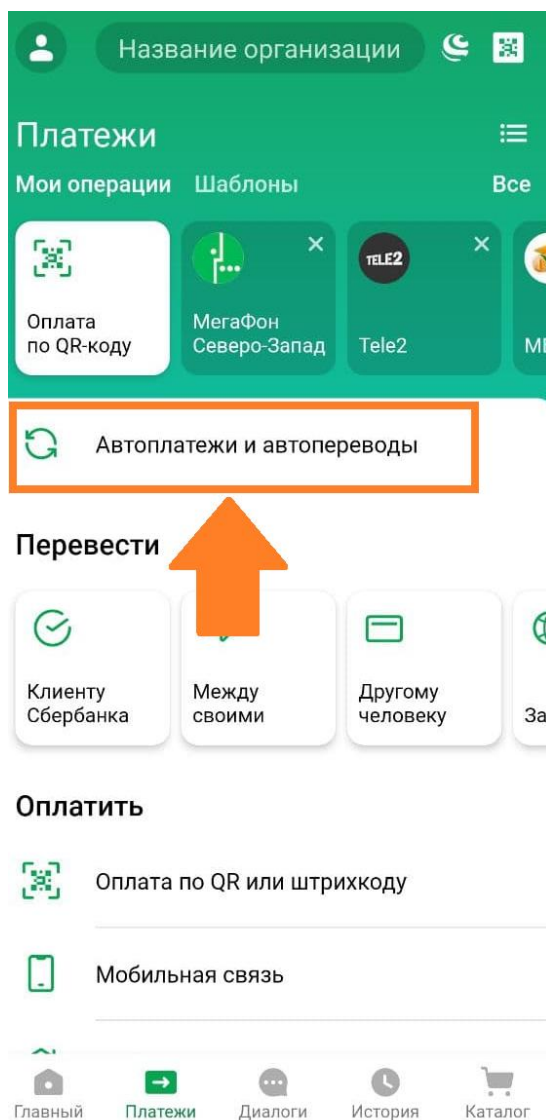 Название организации
Платежи
Мои операции Шаблоны Все
Оплата
по QR-коду
МегаФон
Северо-Запад
TELE2
Tele2
Автоплатежи и автопереводы
Перевести
Клиенту
Сбербанка
Между
своими
Другому
человеку
За
Оплатить
Оплата по QR или штрихкоду
Мобильная связь
Главный Платежи Диалоги История Каталог